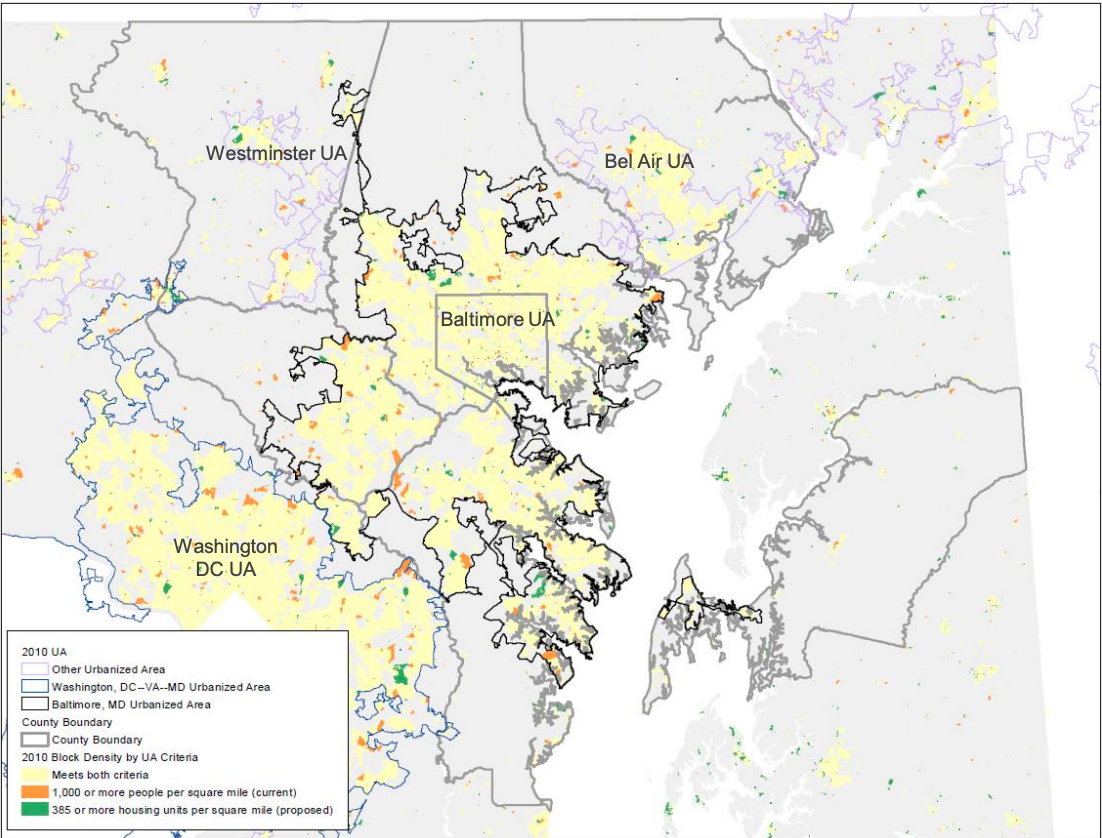 Westminster UA
Bel Air UA
Baltimore UA
Washington
DC UA
2010 UA
Other Urbanized Area
Washington, DC--VA--MD Urbanized Area
Baltimore, MD Urbanized Area
County Boundary
County Boundary
2010 Block Density by UA Criteria
Meets both criteria
1,000 or more people per square mile (current)
385 or more housing units per square mile (proposed)